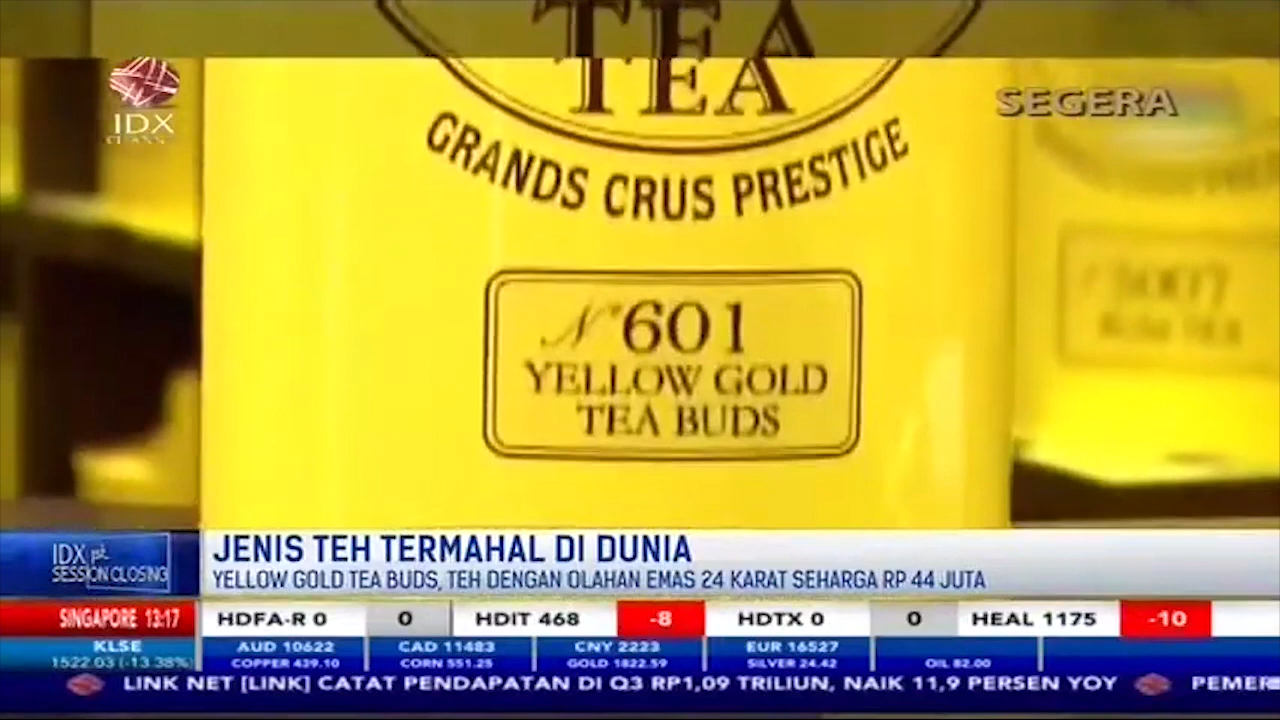 TEA
TEA
GRANDS CRUS PRESTIGE
IDX
SEGERA
No 601
YELLOW GOLD
TEA BUDS
IDX
SESSION CLOSING
JENIS TEH TERMAHAL DI DUNIA
YELLOW GOLD TEA BUDS, TEH DENGAN OLAHAN EMAS 24 KARAT SEHARGA RP 44 JUTA
SINGAPORE 13:17
HDFA-R 0 0 HDIT 468 -8 HDTX 0 0 HEAL 1175 -10
KLSE
1522.03 (-13.38%)
AUD 10622 CAD 11483 CNY 2223 EUR 16527
COPPER 439.10 CORN 551.25 GOLD 1822.59 SILVER 24.42 OIL 82.00
LINK NET [LINK] CATAT PENDAPATAN DI Q3 RP1,09 TRILIUN, NAIK 11,9 PERSEN YOY